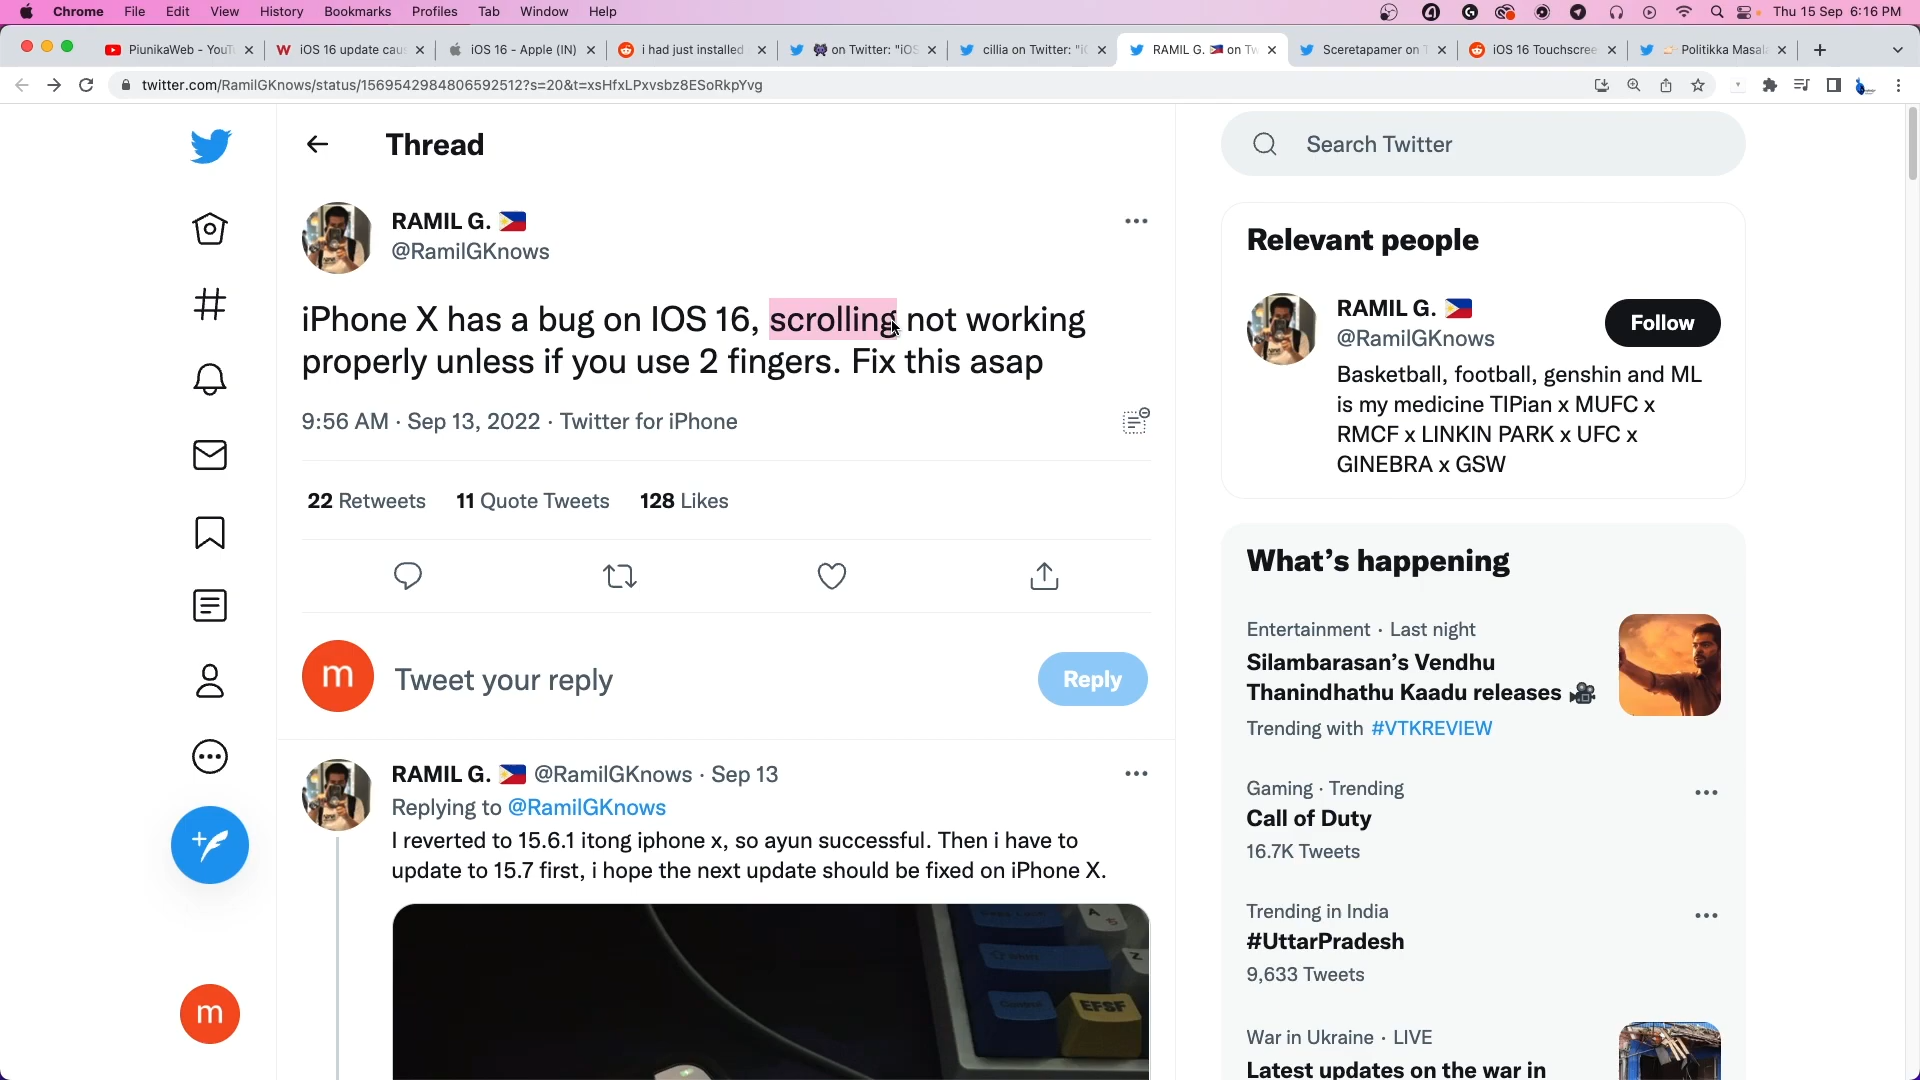 Chrome File Edit View History Bookmarks Profiles Tab Window Help Thu 15 Sep 6:16 PM
PiunikaWeb - YouTu iOS 16 update cau iOS 16 - Apple (IN) i had just installed on Twitter: "iOS cillia on Twitter: "iO RAMIL G. on Tw Sceretapamer on T iOS 16 Touchscree Politikka Masala
twitter.com/RamilGKnows/status/1569542984806592512?s=20&t=xsHfxLPxvsbz8ESoRkpYvg
Thread
RAMIL G.
@RamilGKnows
iPhone X has a bug on IOS 16, scrolling not working
properly unless if you use 2 fingers. Fix this asap
9:56 AM · Sep 13, 2022 · Twitter for iPhone
22 Retweets 11 Quote Tweets 128 Likes
m Tweet your reply Reply
RAMIL G. @RamilGKnows · Sep 13
Replying to @RamilGKnows
I reverted to 15.6.1 itong iphone x, so ayun successful. Then i have to
update to 15.7 first, i hope the next update should be fixed on iPhone X.
A
S
Z
EFSF
m
Search Twitter
Relevant people
RAMIL G.
@RamilGKnows
Follow
Basketball, football, genshin and ML
is my medicine TIPian x MUFC x
RMCF x LINKIN PARK x UFC x
GINEBRA x GSW
What's happening
Entertainment · Last night
Silambarasan's Vendhu
Thanindhathu Kaadu releases
Trending with #VTKREVIEW
Gaming · Trending
Call of Duty
16.7K Tweets
Trending in India
#UttarPradesh
9,633 Tweets
War in Ukraine · LIVE
Latest updates on the war in